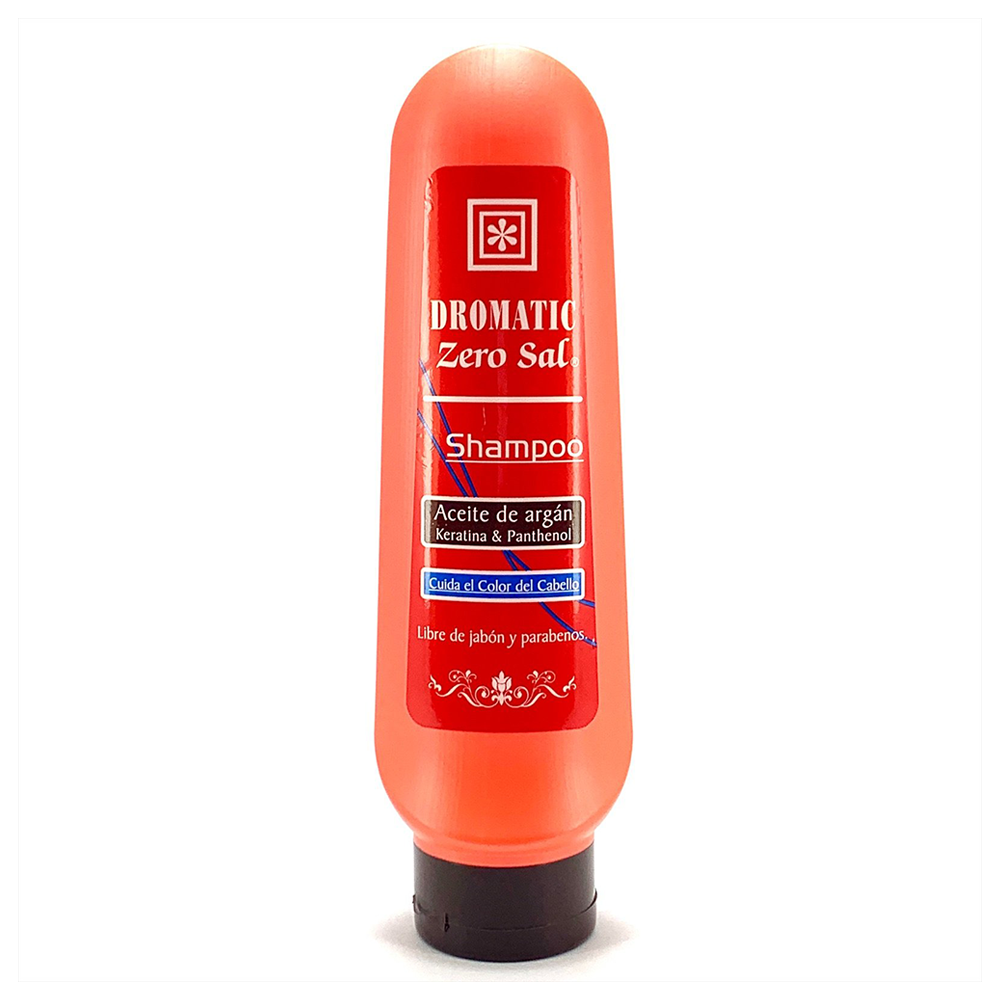 DROMATIC
Zero Sal®
Shampoo
Aceite de argán
Keratina & Panthenol
Cuida el Color del Cabello
Libre de jabón y parabenos.